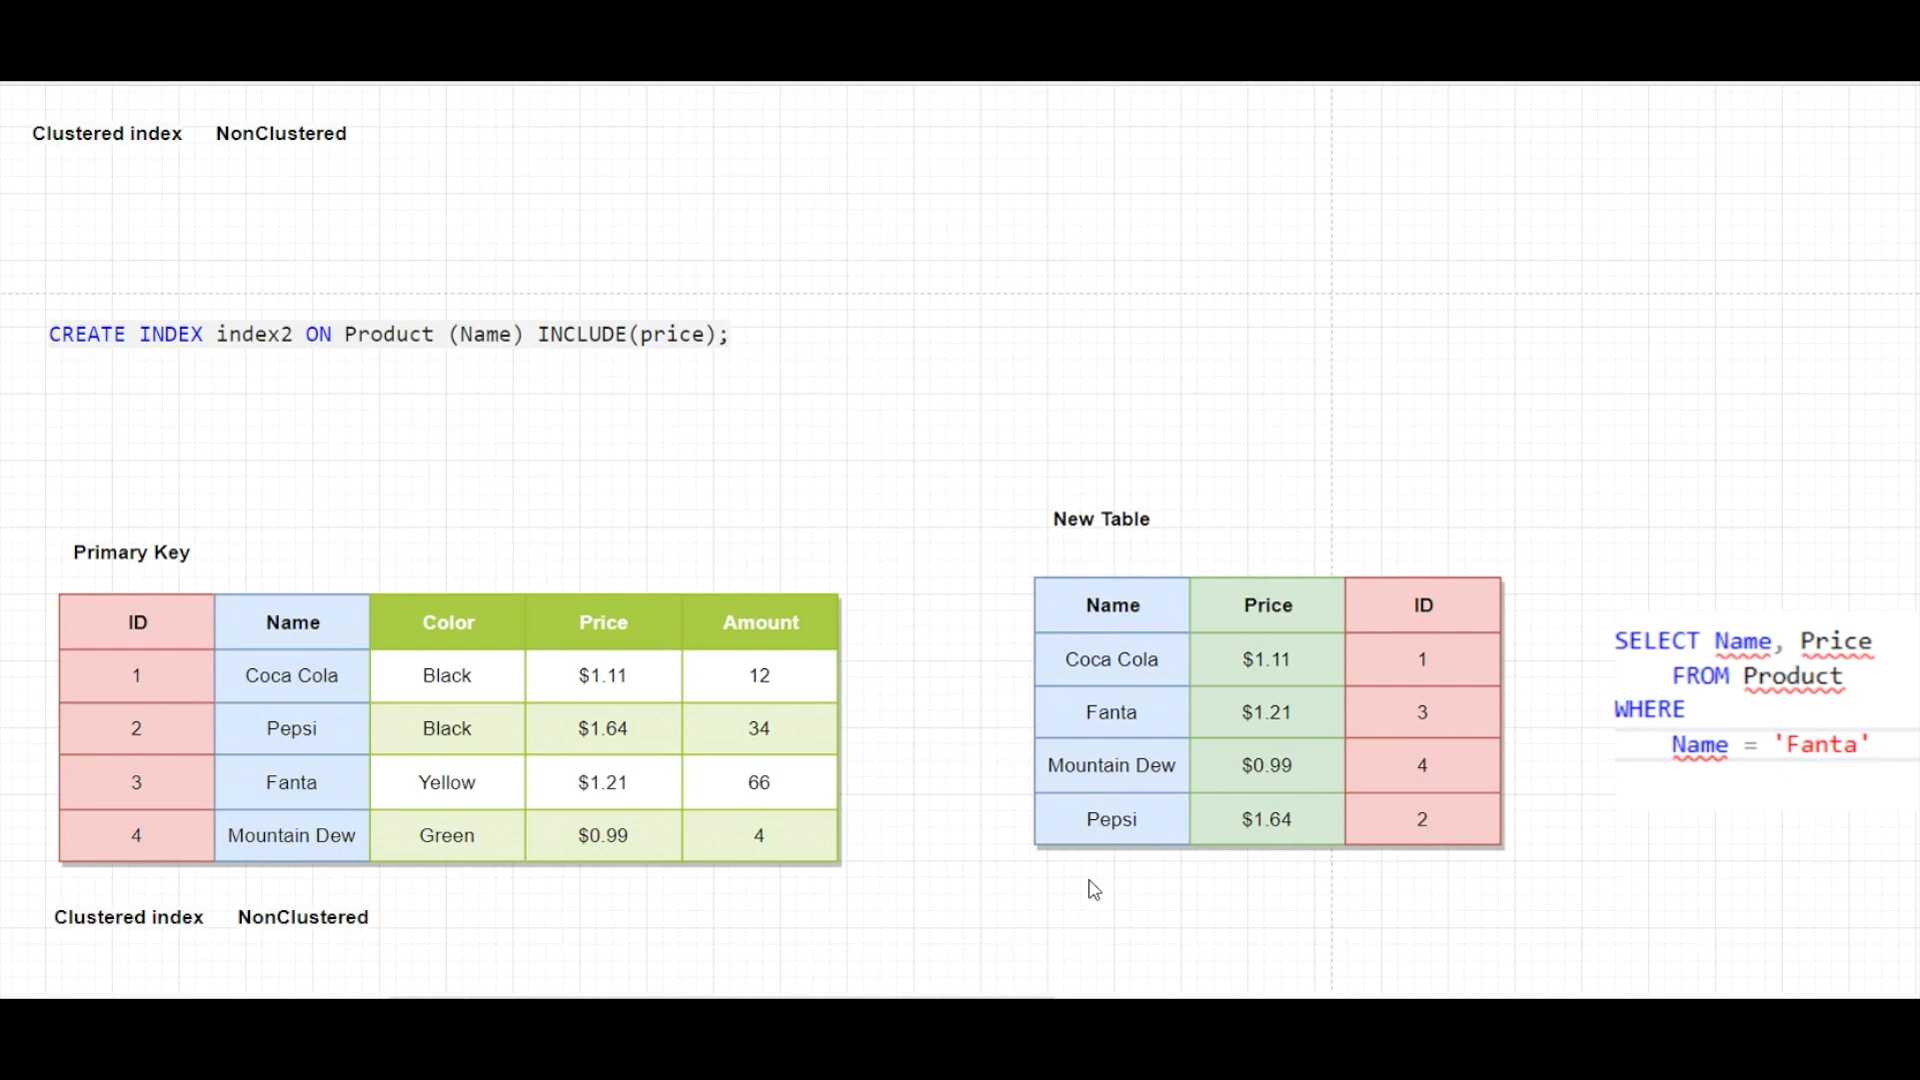 Clustered index NonClustered
CREATE INDEX index2 ON Product (Name) INCLUDE(price);
Primary Key
ID Name Color Price Amount
1 Coca Cola Black $1.11 12
2 Pepsi Black $1.64 34
3 Fanta Yellow $1.21 66
4 Mountain Dew Green $0.99 4
Clustered index NonClustered
New Table
Name Price ID
Coca Cola $1.11 1
Fanta $1.21 3
Mountain Dew $0.99 4
Pepsi $1.64 2
SELECT Name, Price
FROM Product
WHERE
Name = 'Fanta'